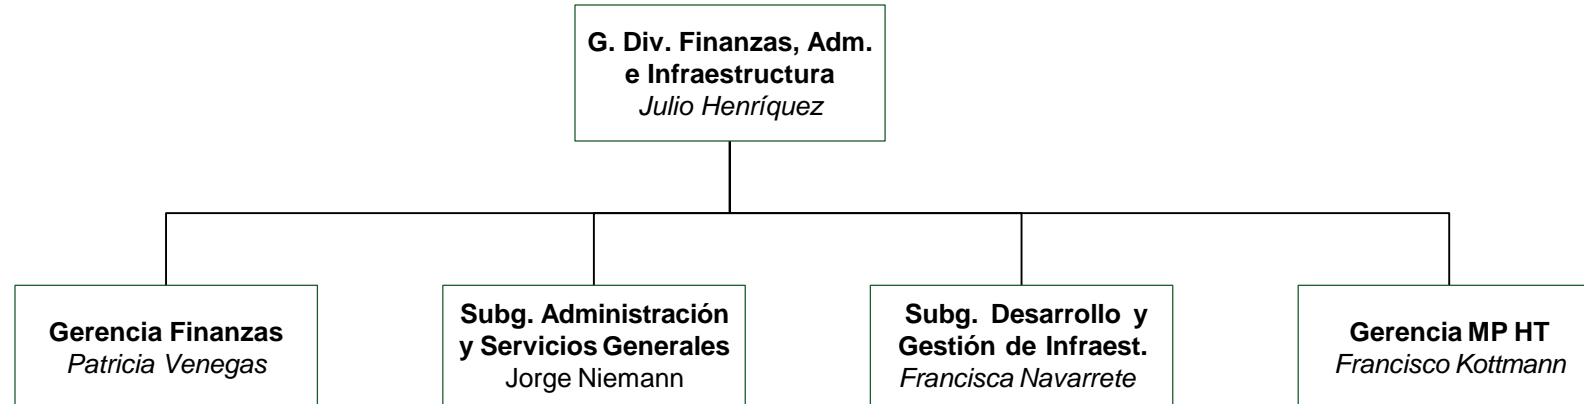 G. Div. Finanzas, Adm.
e Infraestructura
Julio Henríquez
Gerencia Finanzas
Patricia Venegas
Subg. Administración
y Servicios Generales
Jorge Niemann
Subg. Desarrollo y
Gestión de Infraest.
Francisca Navarrete
Gerencia MP HT
Francisco Kottmann